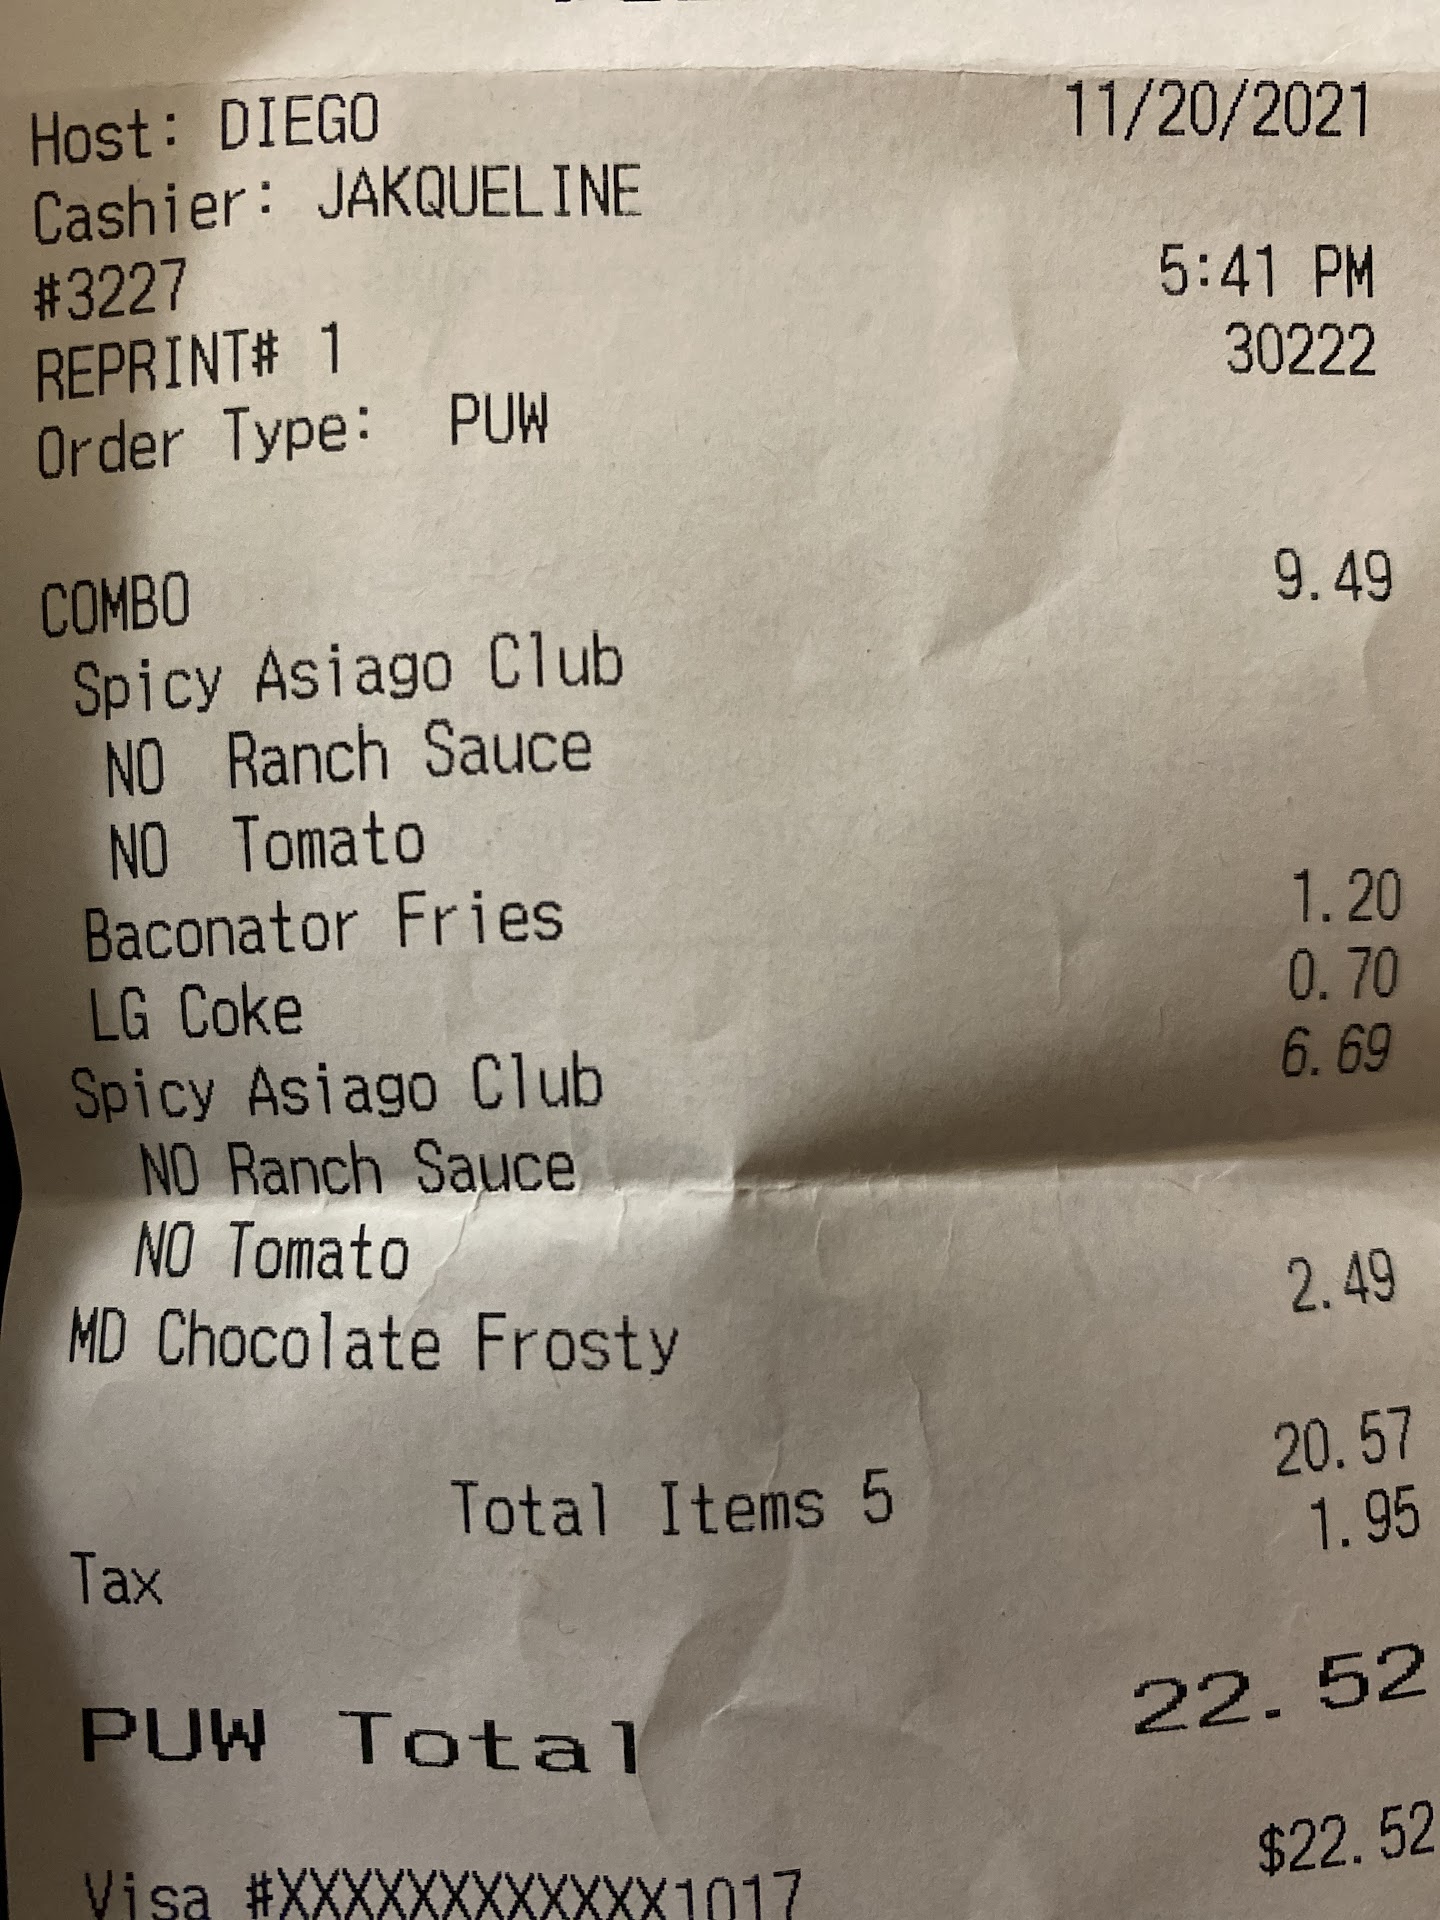 Host: DIEGO 11/20/2021
Cashier: JAKQUELINE
#3227 5:41 PM
REPRINT# 1 30222
Order Type: PUW
COMBO 9.49
Spicy Asiago Club
NO Ranch Sauce
NO Tomato
Baconator Fries 1.20
LG Coke 0.70
Spicy Asiago Club 6.69
NO Ranch Sauce
NO Tomato
MD Chocolate Frosty 2.49
20.57
Total Items 5
Tax 1.95
PUW Total 22.52
Visa #XXXXXXXXXXXX1017 $22.52